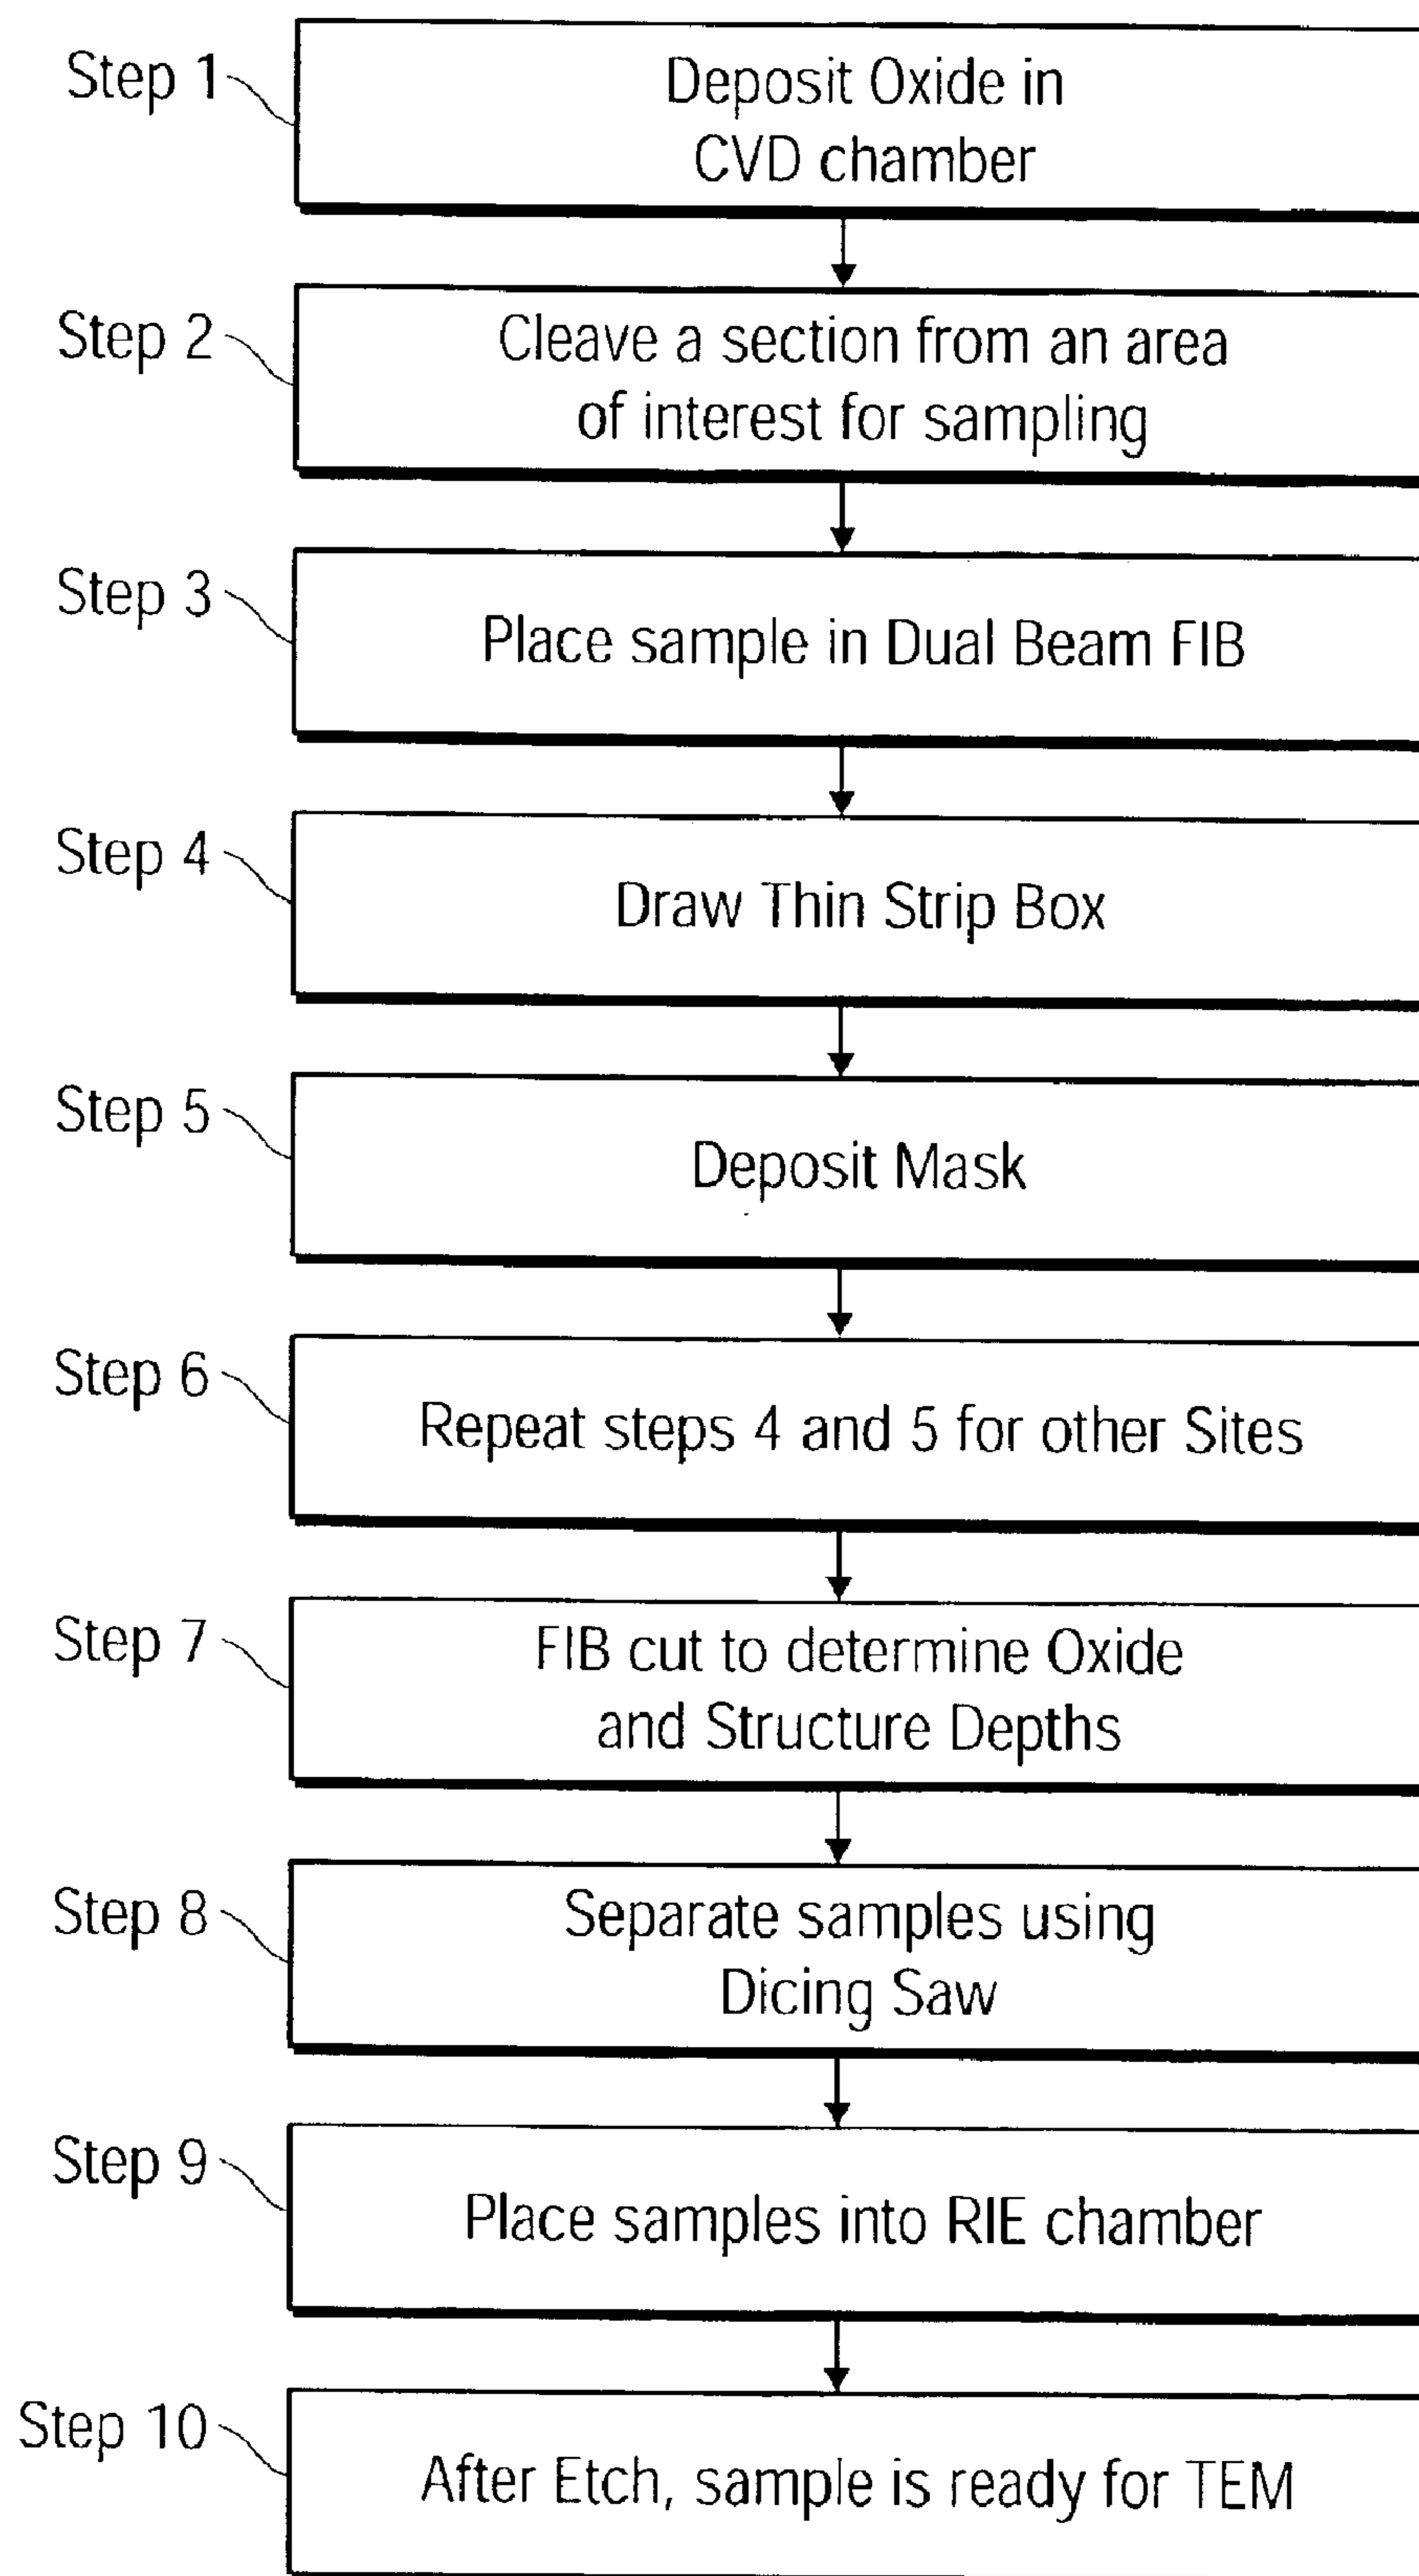 Step 1
Deposit Oxide in
CVD chamber
Step 2
Cleave a section from an area
of interest for sampling
Step 3
Place sample in Dual Beam FIB
Step 4
Draw Thin Strip Box
Step 5
Deposit Mask
Step 6
Repeat steps 4 and 5 for other Sites
Step 7
FIB cut to determine Oxide
and Structure Depths
Step 8
Separate samples using
Dicing Saw
Step 9
Place samples into RIE chamber
Step 10
After Etch, sample is ready for TEM